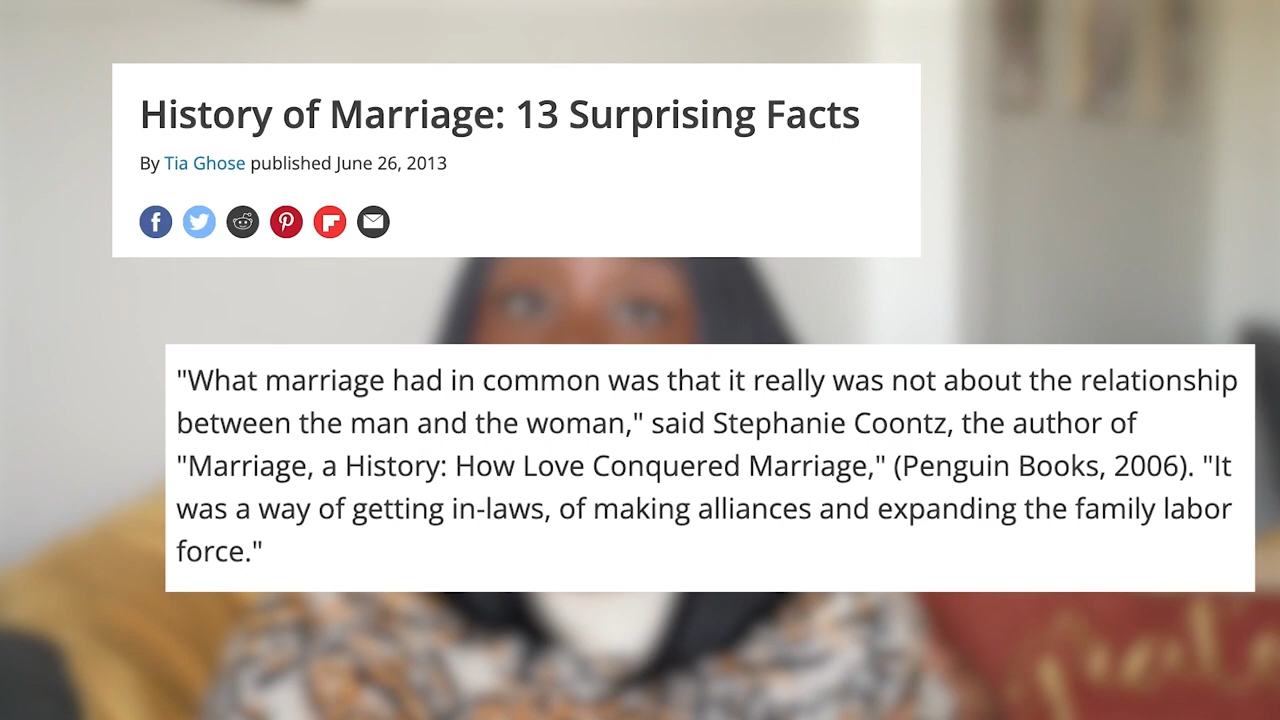 History of Marriage: 13 Surprising Facts
By Tia Ghose published June 26, 2013
"What marriage had in common was that it really was not about the relationship
between the man and the woman," said Stephanie Coontz, the author of
"Marriage, a History: How Love Conquered Marriage," (Penguin Books, 2006). "It
was a way of getting in-laws, of making alliances and expanding the family labor
force."